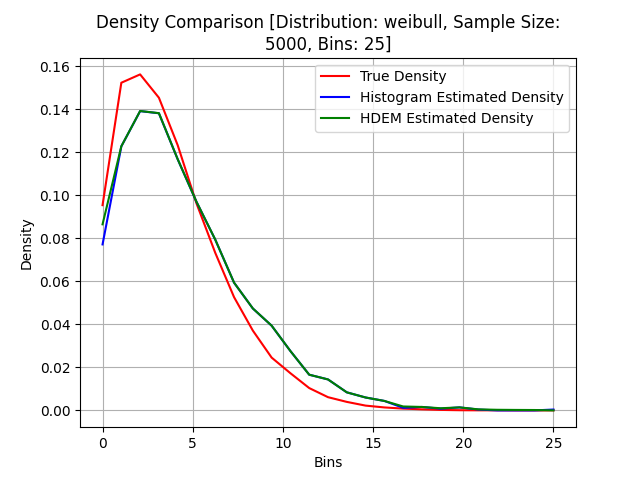 Density Comparison [Distribution: weibull, Sample Size:
5000, Bins: 25]
True Density
Histogram Estimated Density
HDEM Estimated Density
Density
0.16
0.14
0.12
0.10
0.08
0.06
0.04
0.02
0.00
0 5 10 15 20 25
Bins